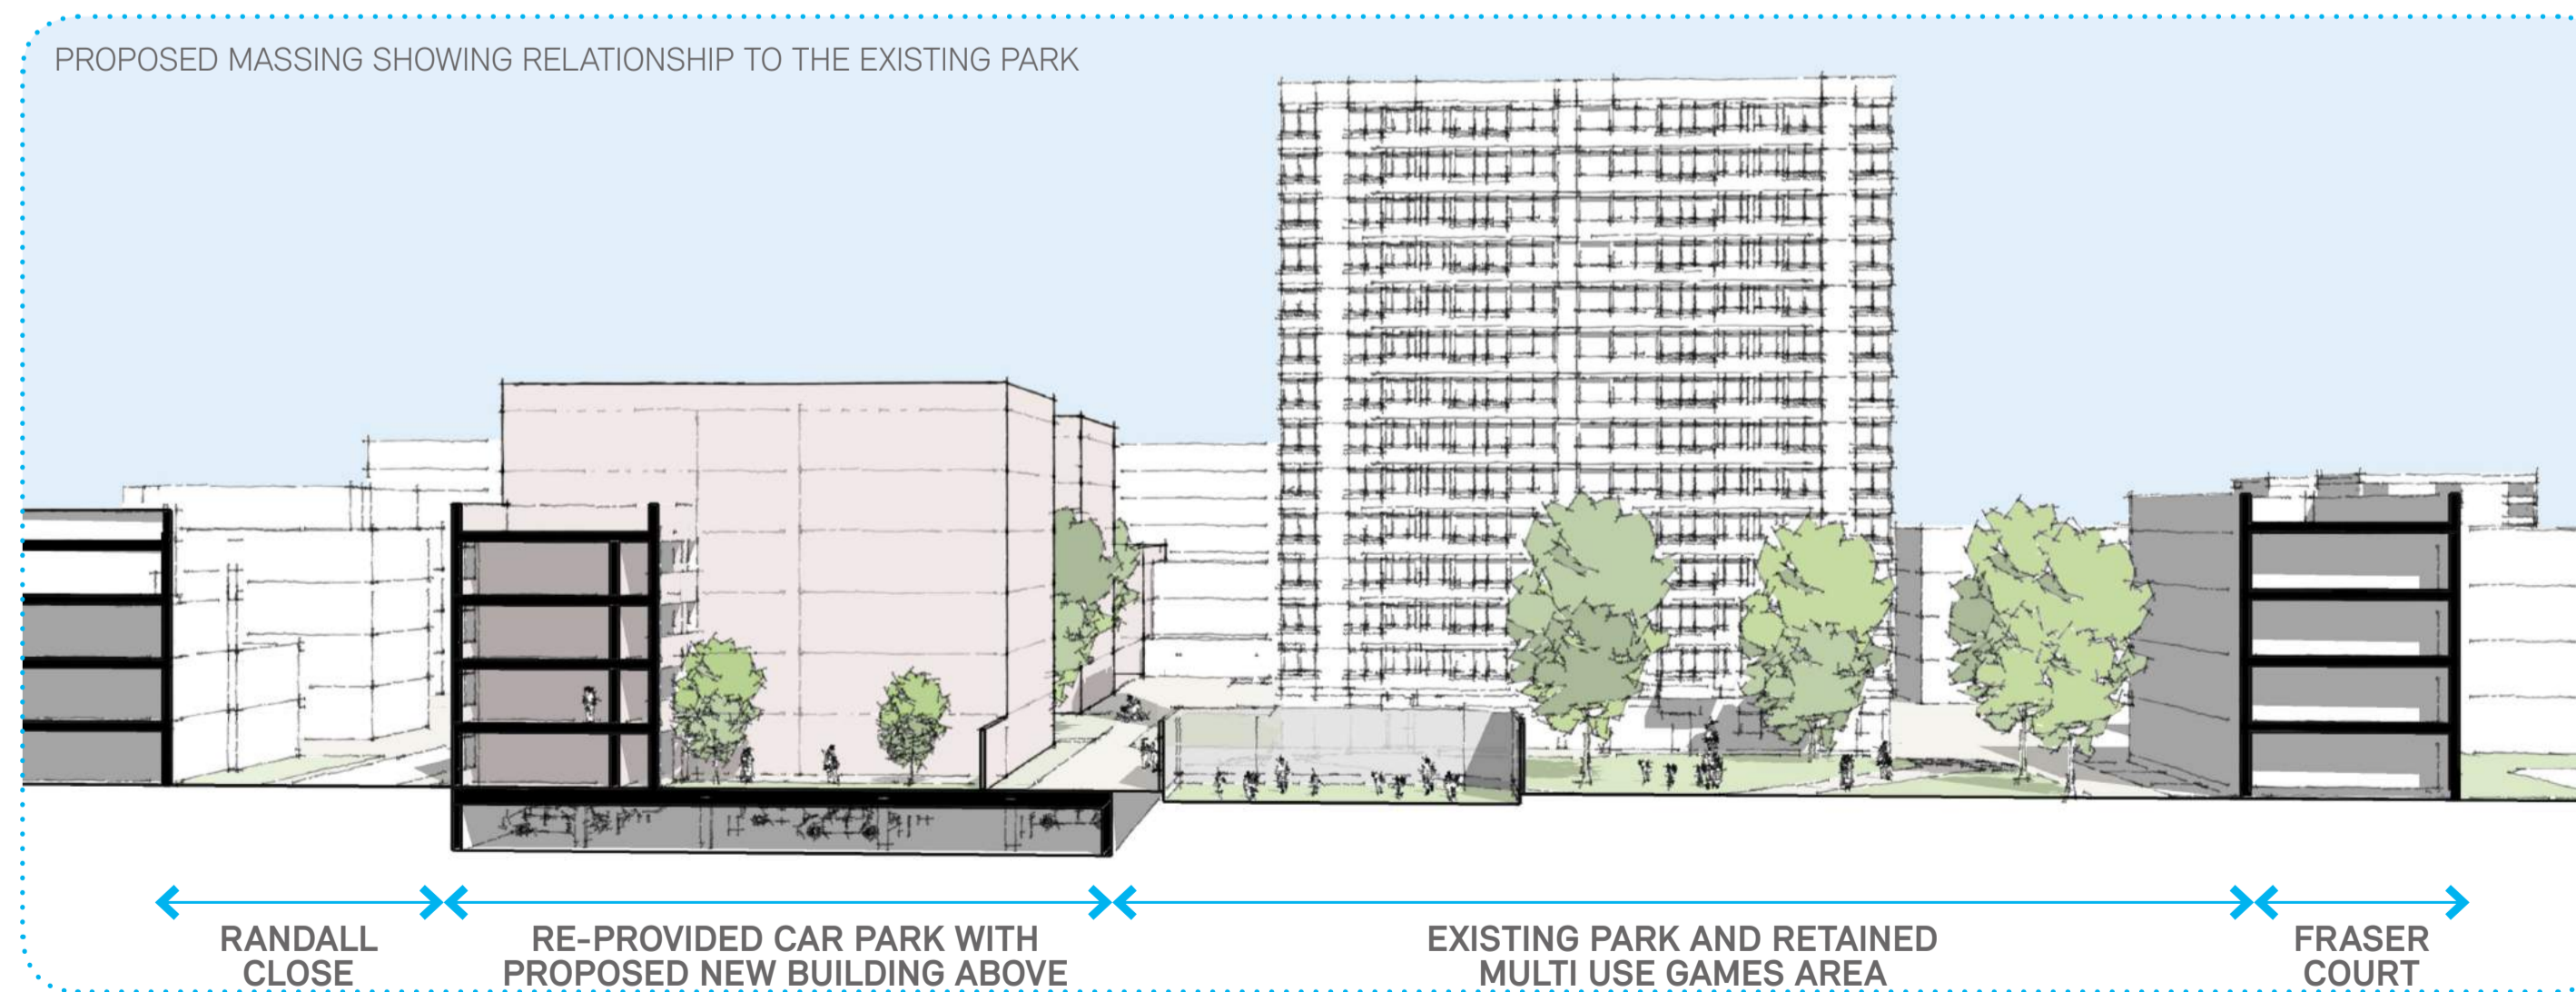 PROPOSED MASSING SHOWING RELATIONSHIP TO THE EXISTING PARK
RANDALL
CLOSE
RE-PROVIDED CAR PARK WITH
PROPOSED NEW BUILDING ABOVE
EXISTING PARK AND RETAINED
MULTI USE GAMES AREA
FRASER
COURT